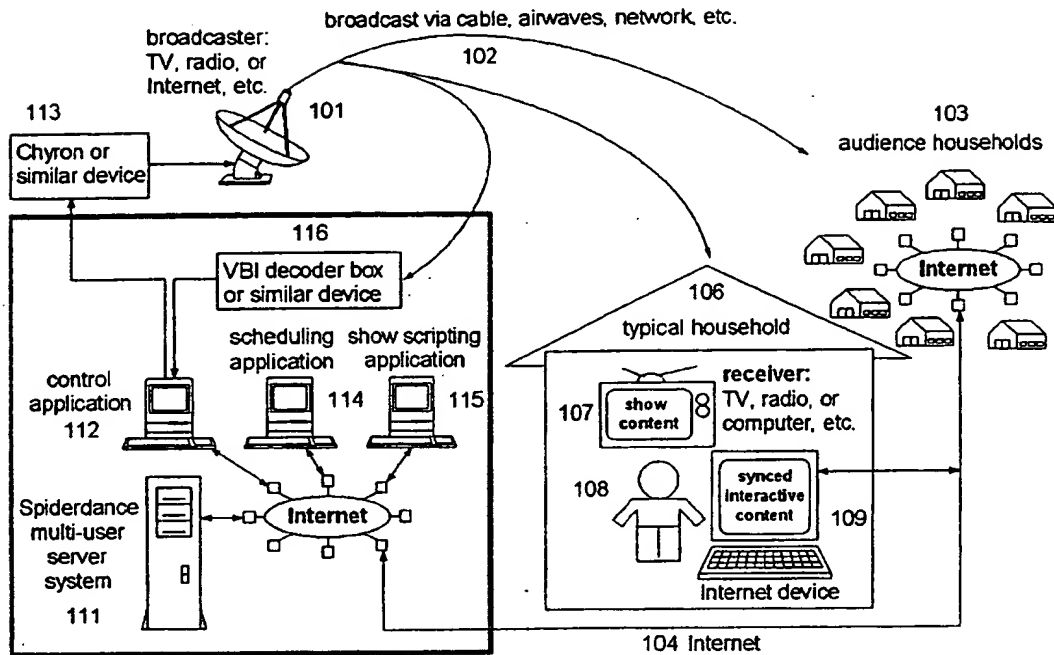 broadcast via cable, airwaves, network, etc.
102
broadcaster:
TV, radio, or
Internet, etc.
101
113
Chyron or
similar device
103
audience households
Internet
116
VBI decoder box
or similar device
scheduling
application
114
show scripting
application
115
control
application
112
Spiderdance
multi-user
server
system
111
Internet
106
typical household
107
show
content
receiver:
TV, radio, or
computer, etc.
108
synced
interactive
content
109
Internet device
104 Internet